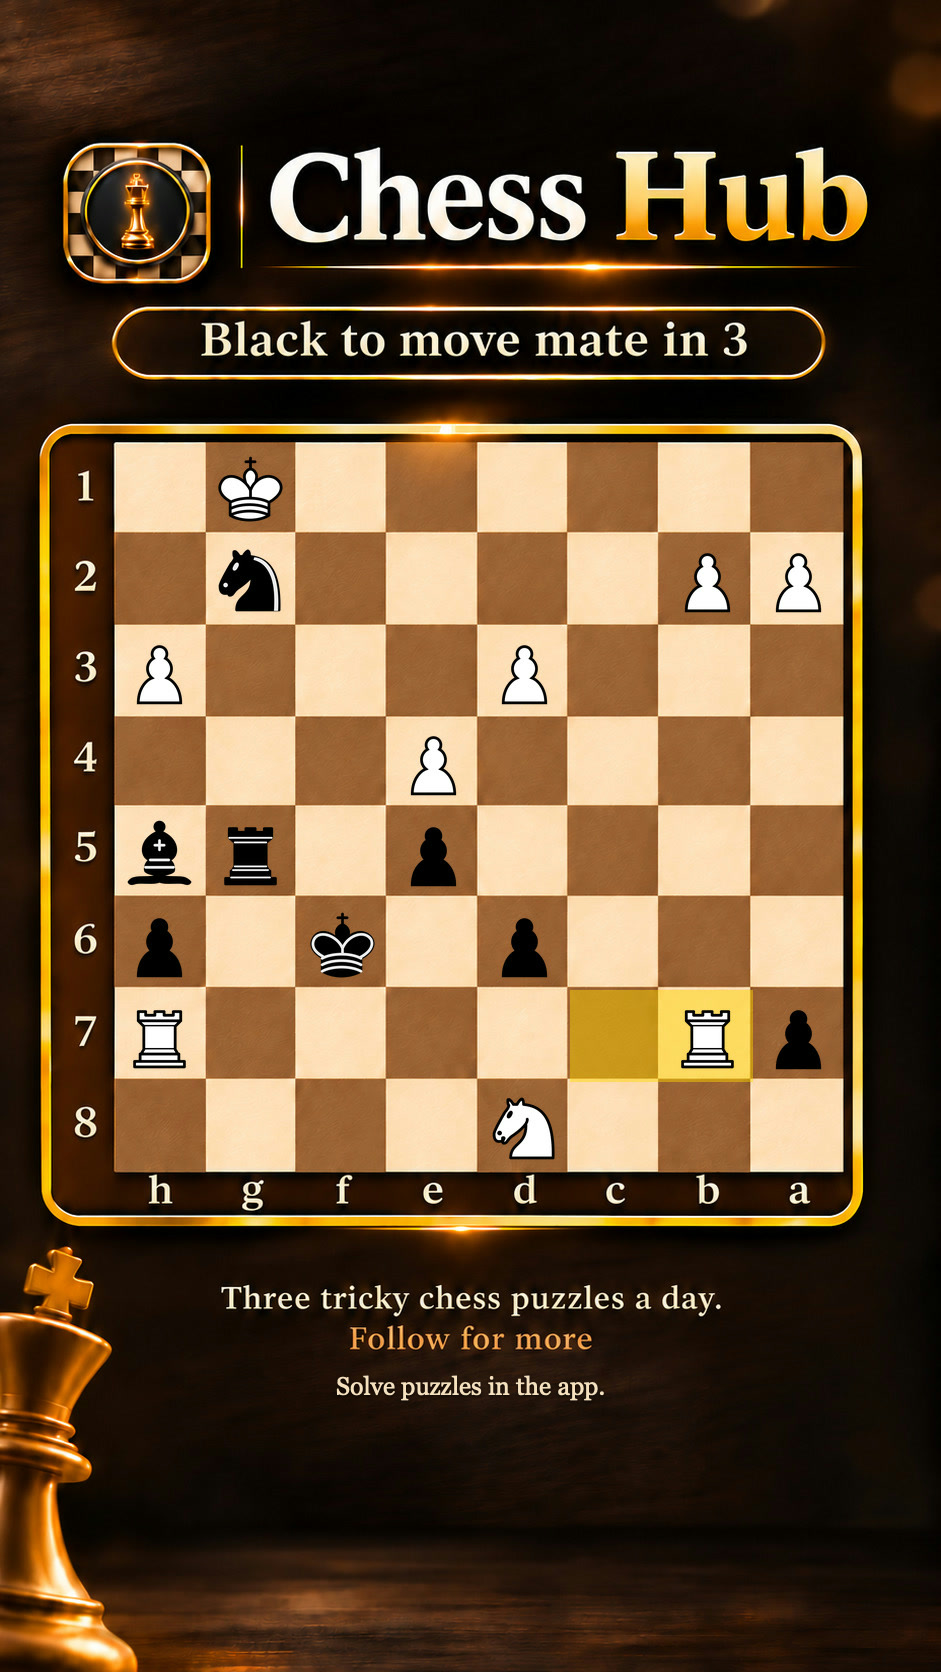 Chess Hub
Black to move mate in 3
1
2
3
4
5
6
7
8
h g f e d c b a
Three tricky chess puzzles a day.
Follow for more
Solve puzzles in the app.